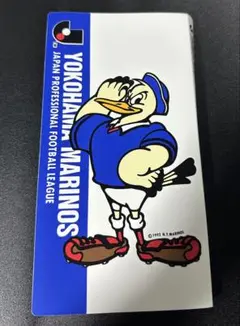 YOKOHAMA MARINOS
JAPAN PROFESSIONAL FOOTBALL LEAGUE